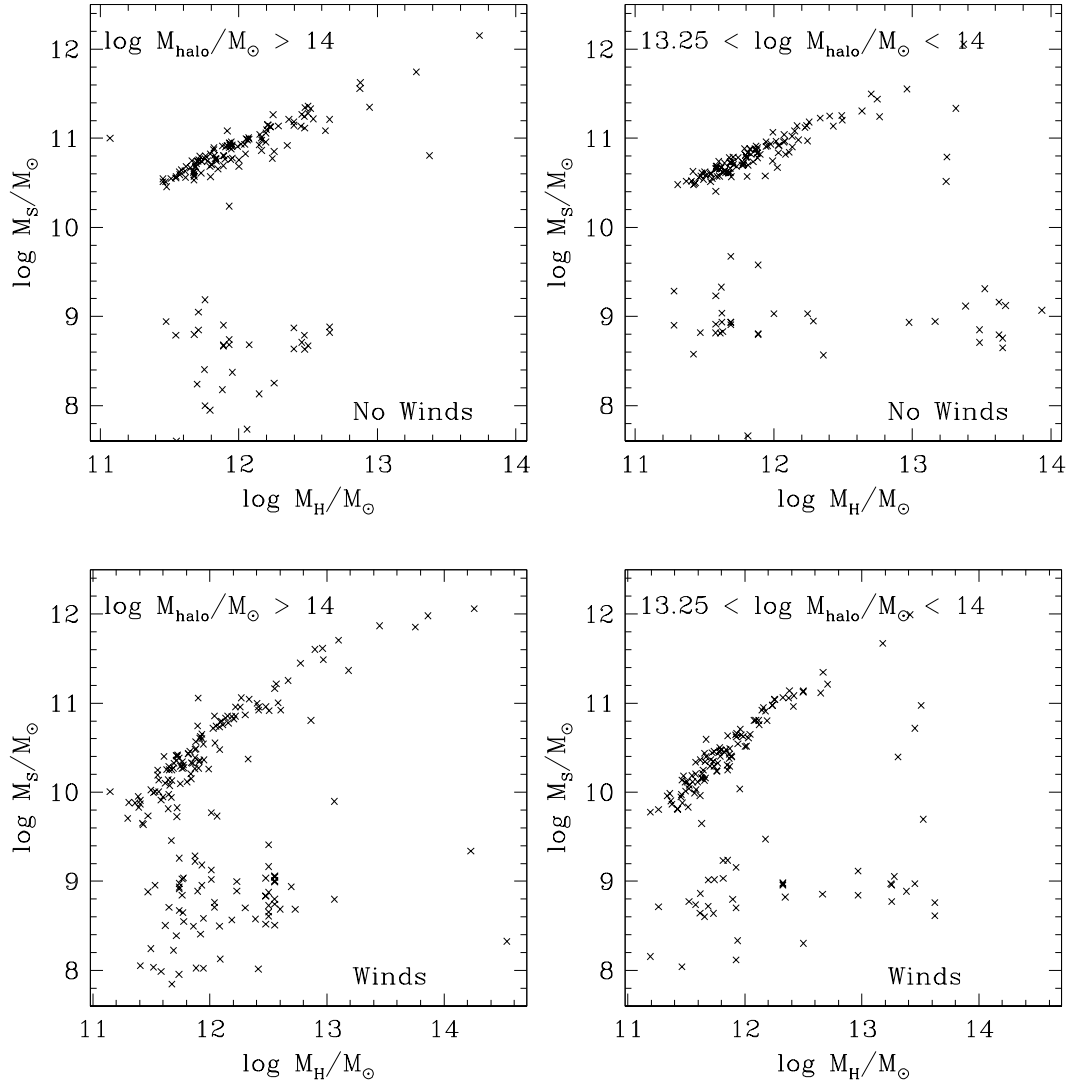 log M_halo/M_⊙ > 14
12
11
10
9
8
log M_S/M_⊙
No Winds
11 12 13 14
log M_H/M_⊙
13.25 < log M_halo/M_⊙ < 14
12
11
10
9
8
log M_S/M_⊙
No Winds
11 12 13 14
log M_H/M_⊙
log M_halo/M_⊙ > 14
12
11
10
9
8
log M_S/M_⊙
Winds
11 12 13 14
log M_H/M_⊙
13.25 < log M_halo/M_⊙ < 14
12
11
10
9
8
log M_S/M_⊙
Winds
11 12 13 14
log M_H/M_⊙